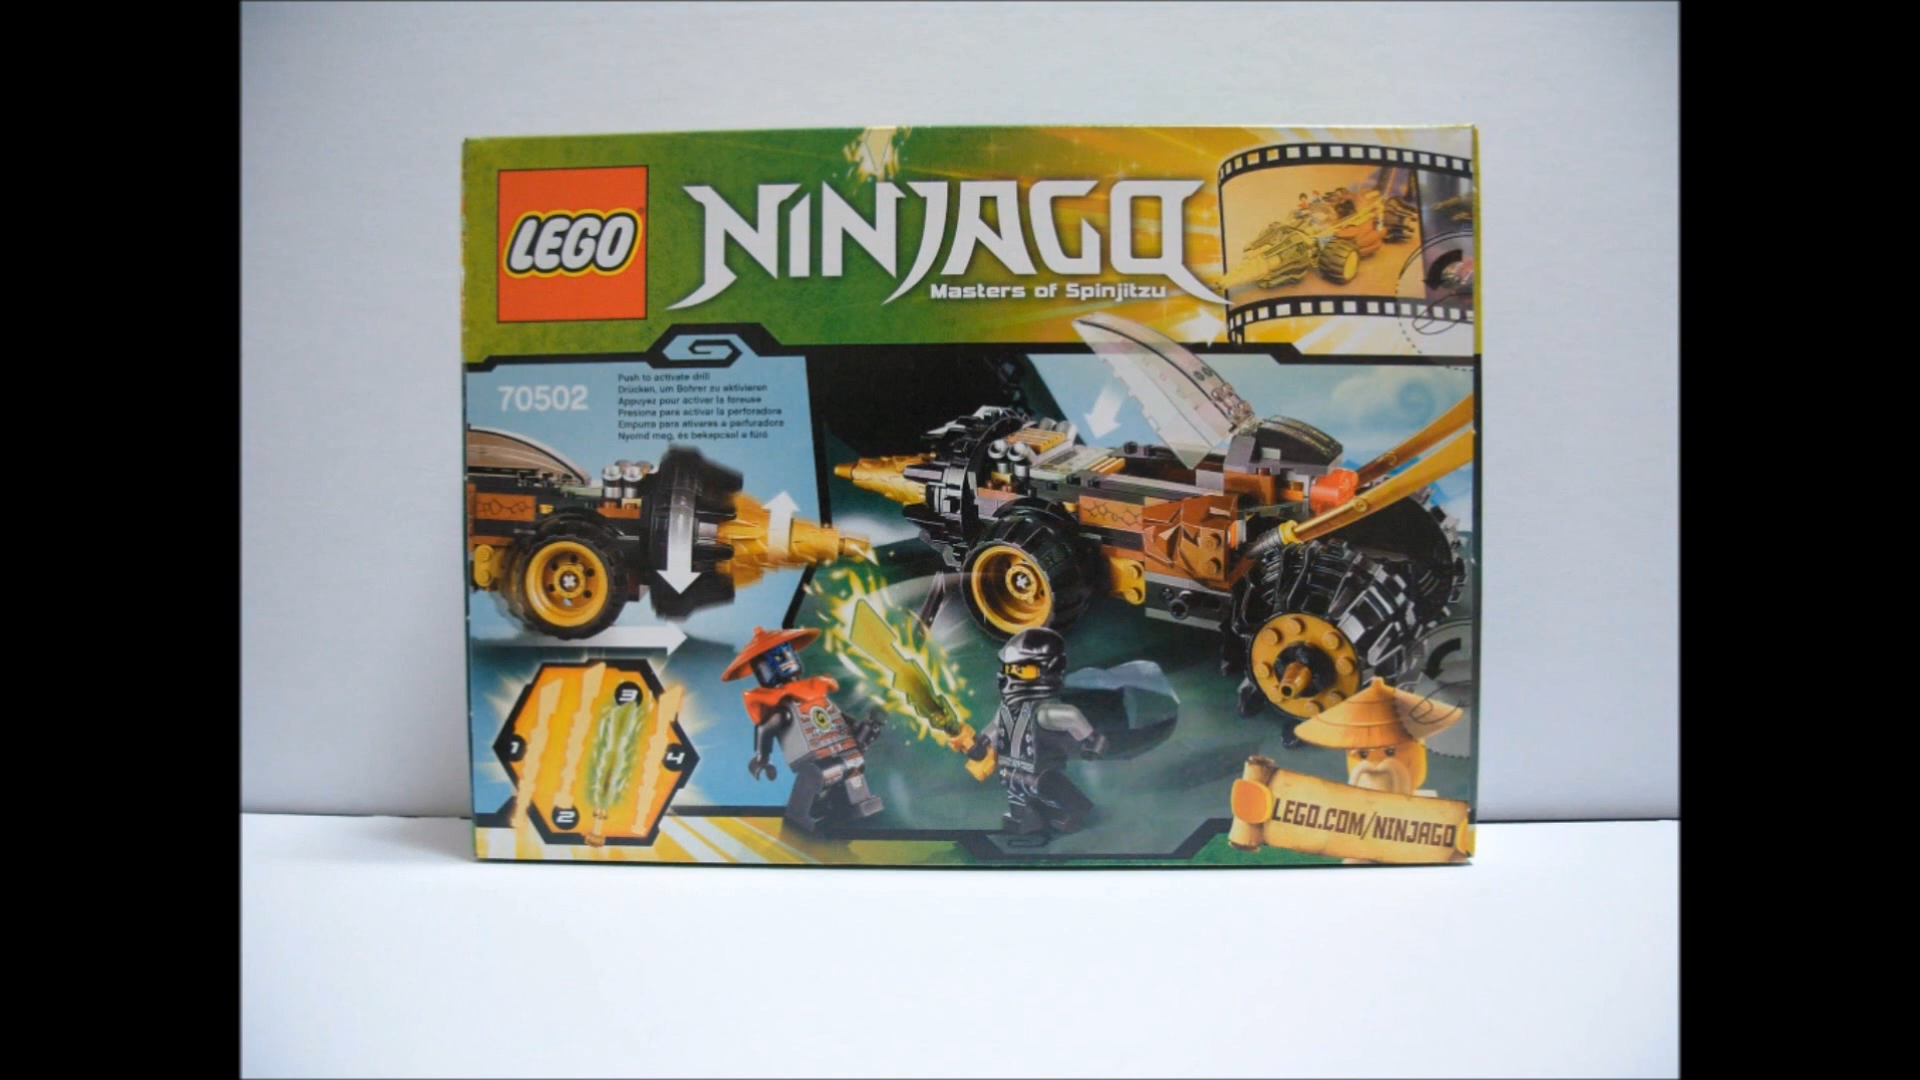 LEGO
NINJAGO
Masters of Spinjitzu
70502
Push to activate drill
Drücken, um Bohrer zu aktivieren
Appuyez pour activer la foreuse
Presiona para activar la perforadora
Empurra para ativares a perfuradora
Nyomd meg, és bekapcsol a fúró
3
1
4
2
LEGO.COM/NINJAGO